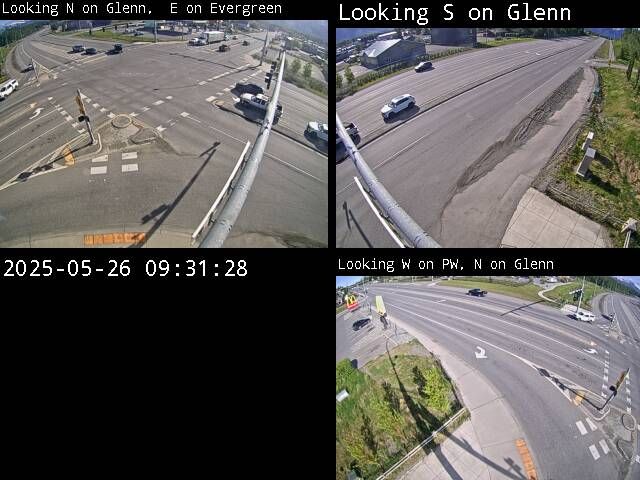 Looking N on Glenn,  E on Evergreen
Looking S on Glenn
2025-05-26 09:31:28
Looking W on PW, N on Glenn